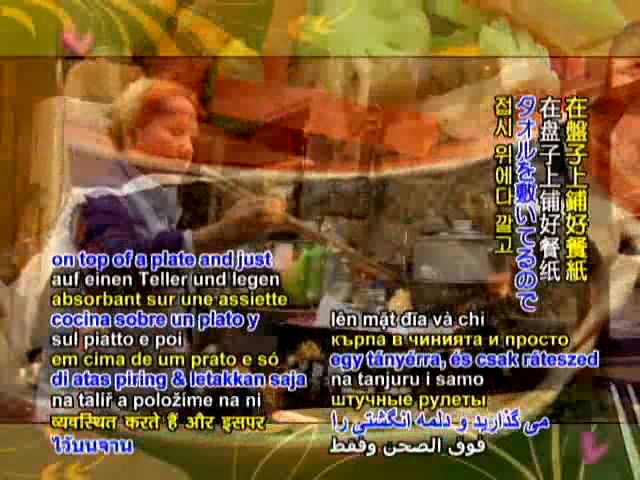 在盤子上鋪好餐紙
在盘子上铺好餐纸
タオルを敷いてるので
접시 위에다 깔고
on top of a plate and just
auf einen Teller und legen
absorbant sur une assiette
cocina sobre un plato y
sul piatto e poi
em cima de um prato e só
di atas piring & letakkan saja
na talíř a položíme na ni
व्यवस्थित करते हैं और इसपर
ไว้บนจาน
lên mặt đĩa và chỉ
кърпа в чинията и просто
egy tányérra, és csak ráteszed
na tanjuru i samo
штучные рулеты
می گذارید و دلمه انگشتی را
فوق الصحن وفقط